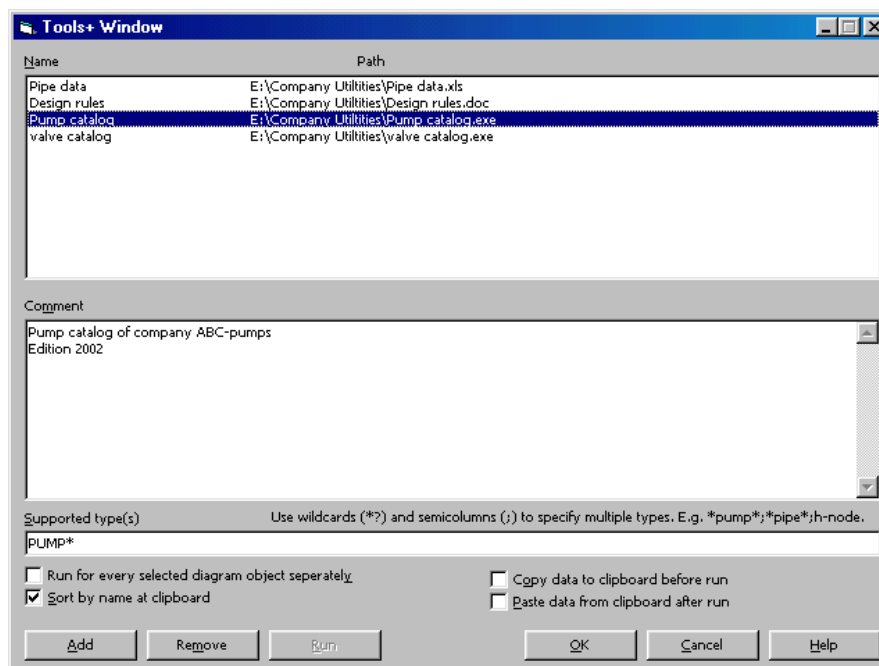 Tools+ Window
Name Path
Pipe data E:\Company Utiltities\Pipe data.xls
Design rules E:\Company Utiltities\Design rules.doc
Pump catalog E:\Company Utiltities\Pump catalog.exe
valve catalog E:\Company Utiltities\valve catalog.exe
Comment
Pump catalog of company ABC-pumps
Edition 2002
Supported type(s) Use wildcards (*?) and semicolumns (;) to specify multiple types. E.g. *pump*;*pipe*;h-node.
PUMP*
Run for every selected diagram object seperately Copy data to clipboard before run
Sort by name at clipboard Paste data from clipboard after run
Add Remove Run OK Cancel Help